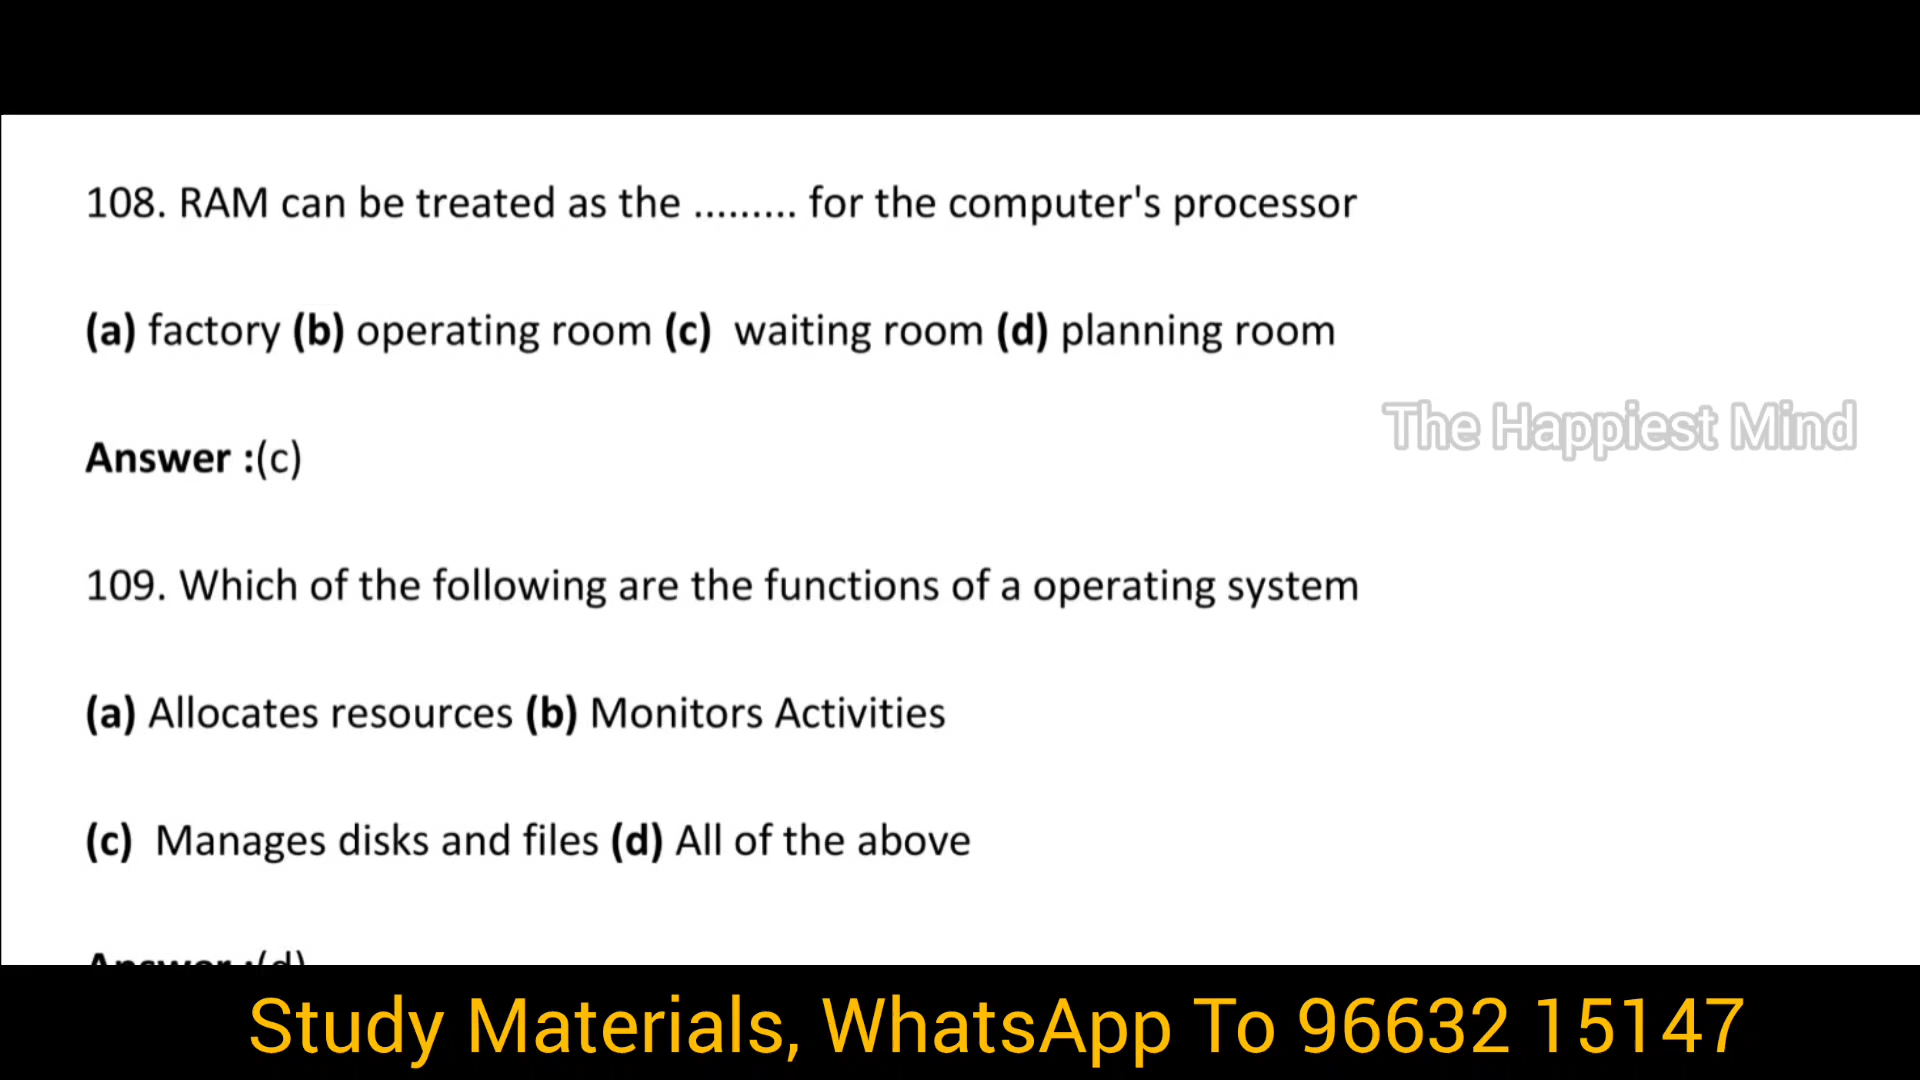 108. RAM can be treated as the ......... for the computer's processor
(a) factory (b) operating room (c) waiting room (d) planning room
The Happiest Mind
Answer :(c)
109. Which of the following are the functions of a operating system
(a) Allocates resources (b) Monitors Activities
(c) Manages disks and files (d) All of the above
Answer :(d)
Study Materials, WhatsApp To 96632 15147